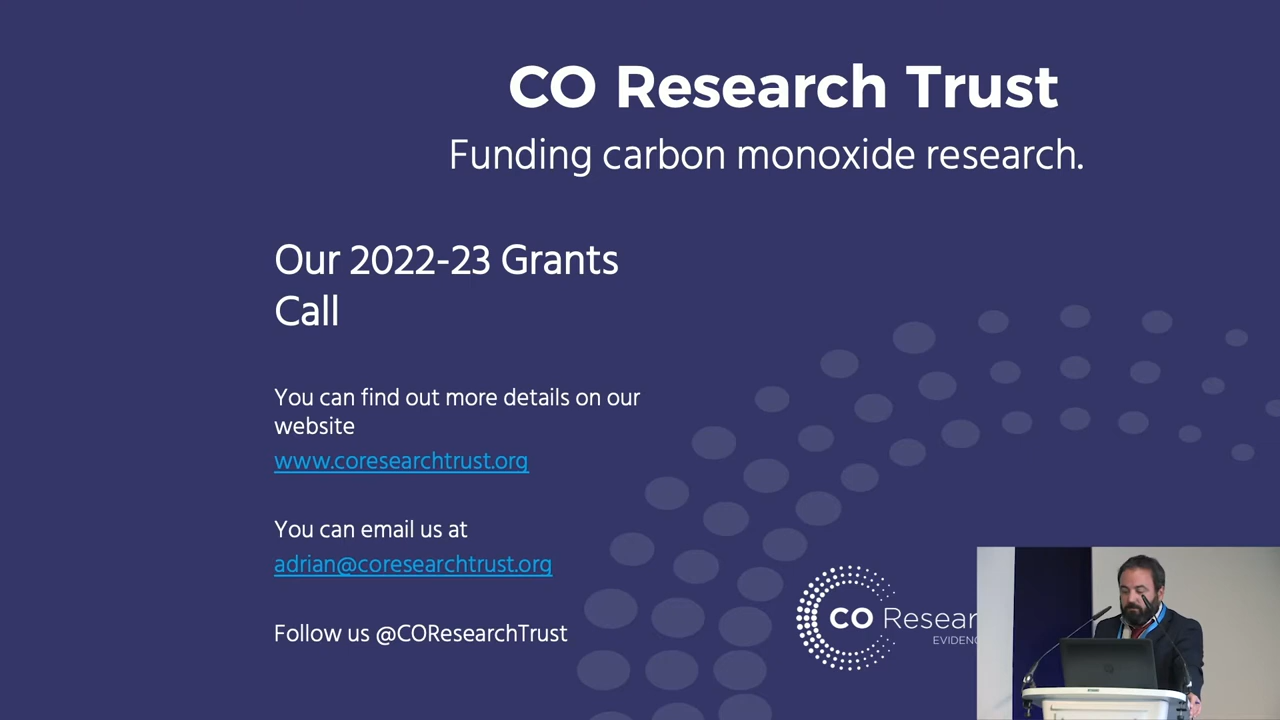 CO Research Trust
Funding carbon monoxide research.
Our 2022-23 Grants
Call
You can find out more details on our
website
www.coresearchtrust.org
You can email us at
adrian@coresearchtrust.org
Follow us @COResearchTrust
CO Resear
EVIDENC